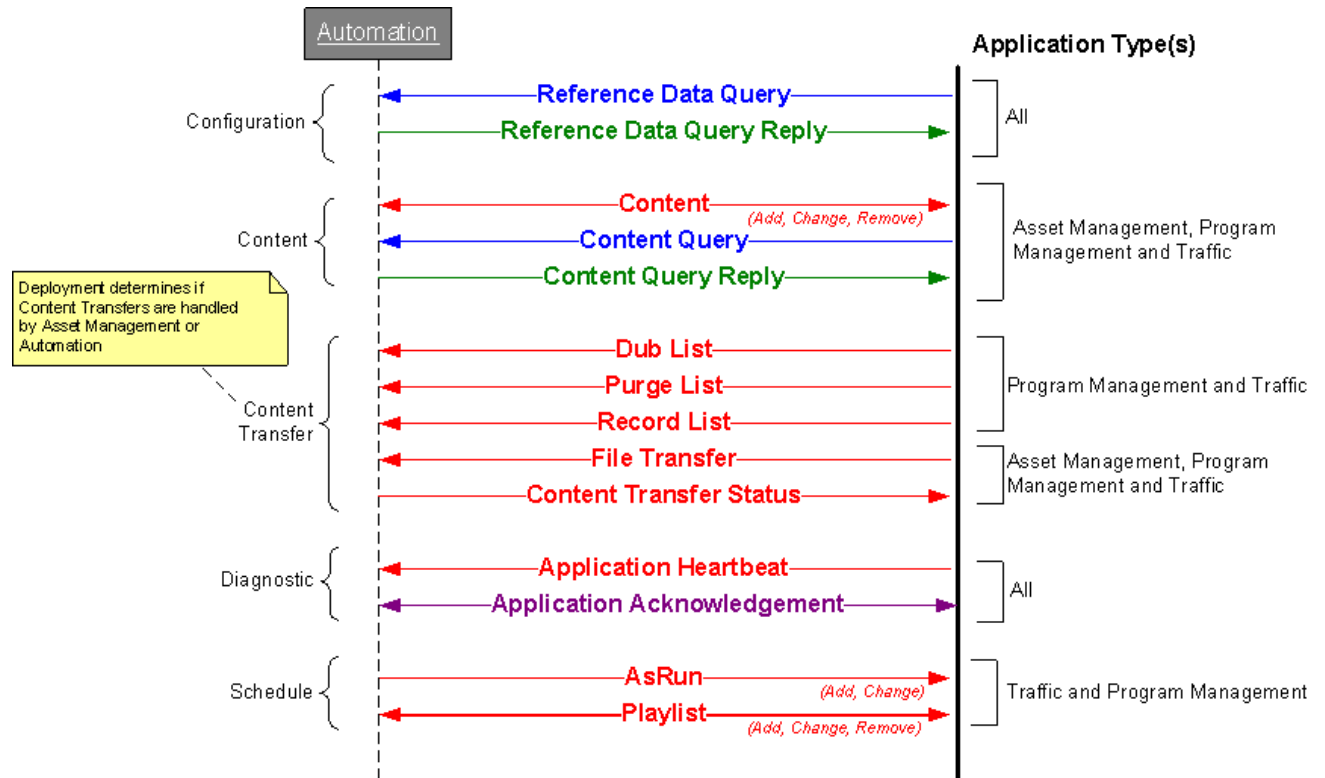 Automation
Application Type(s)
Configuration
Reference Data Query
Reference Data Query Reply
All
Content
Content
(Add, Change, Remove)
Content Query
Content Query Reply
Asset Management, Program
Management and Traffic
Deployment determines if
Content Transfers are handled
by Asset Management or
Automation
Content
Transfer
Dub List
Purge List
Record List
Program Management and Traffic
File Transfer
Content Transfer Status
Asset Management, Program
Management and Traffic
Diagnostic
Application Heartbeat
Application Acknowledgement
All
Schedule
AsRun
(Add, Change)
Playlist
(Add, Change, Remove)
Traffic and Program Management